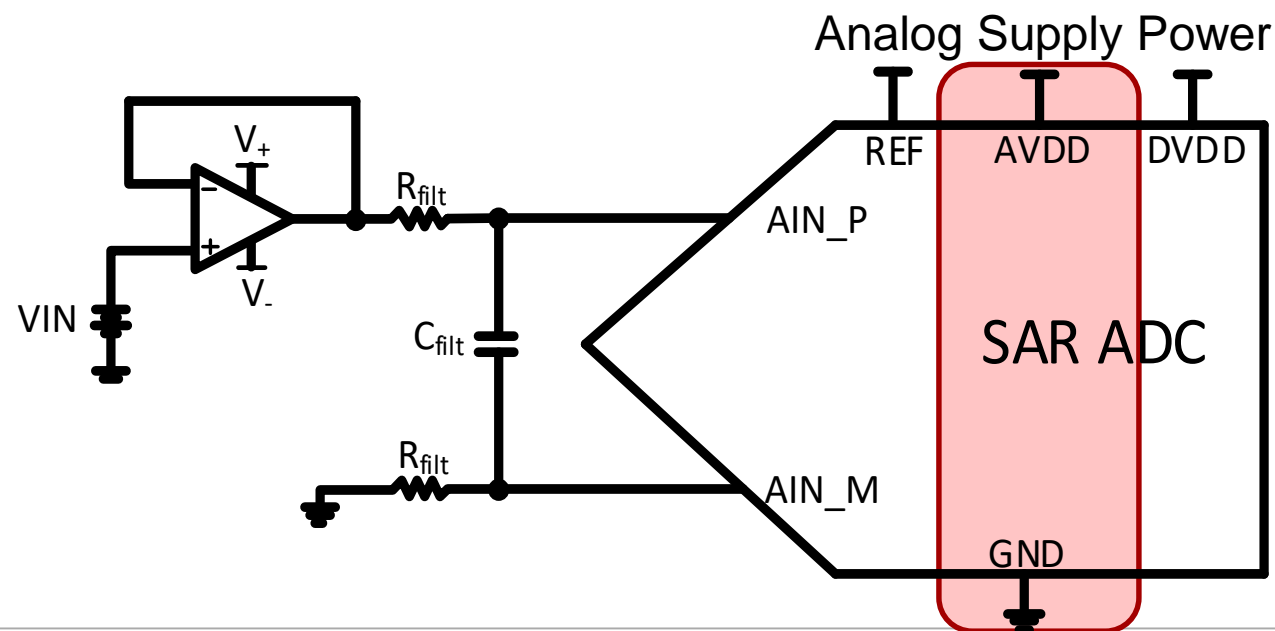 Analog Supply Power
REF
AVDD
DVDD
V+
-
+
V-
VIN
Rfilt
AIN_P
Cfilt
SAR ADC
Rfilt
AIN_M
GND